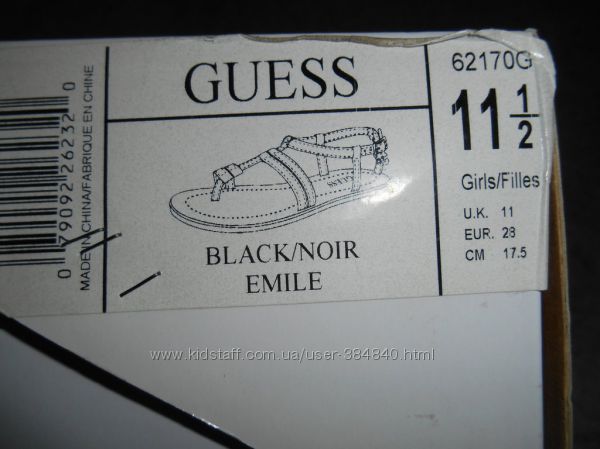 0 79092 26232 0
MADE IN CHINA/FABRIQUE EN CHINE
GUESS
GUESS
BLACK/NOIR
EMILE
62170G
11 1/2
Girls/Filles
U.K. 11
EUR. 28
CM 17.5
www.kidstaff.com.ua/user-384840.html